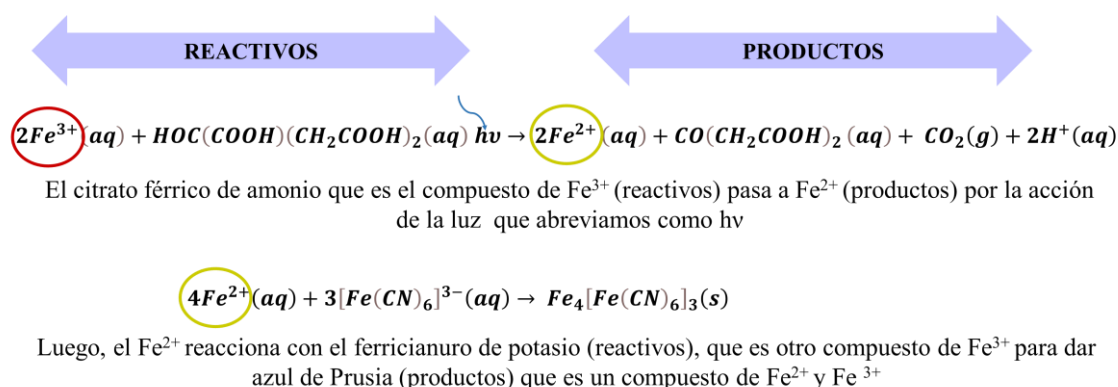 REACTIVOS PRODUCTOS
2Fe³⁺(aq) + HOC(COOH)(CH₂COOH)₂(aq) hυ → 2Fe²⁺(aq) + CO(CH₂COOH)₂ (aq) + CO₂(g) + 2H⁺(aq)
El citrato férrico de amonio que es el compuesto de Fe³⁺ (reactivos) pasa a Fe²⁺ (productos) por la acción
de la luz que abreviamos como hν
4Fe²⁺(aq) + 3[Fe(CN)₆]³⁻(aq) → Fe₄[Fe(CN)₆]₃(s)
Luego, el Fe²⁺ reacciona con el ferricianuro de potasio (reactivos), que es otro compuesto de Fe³⁺ para dar
azul de Prusia (productos) que es un compuesto de Fe²⁺ y Fe ³⁺